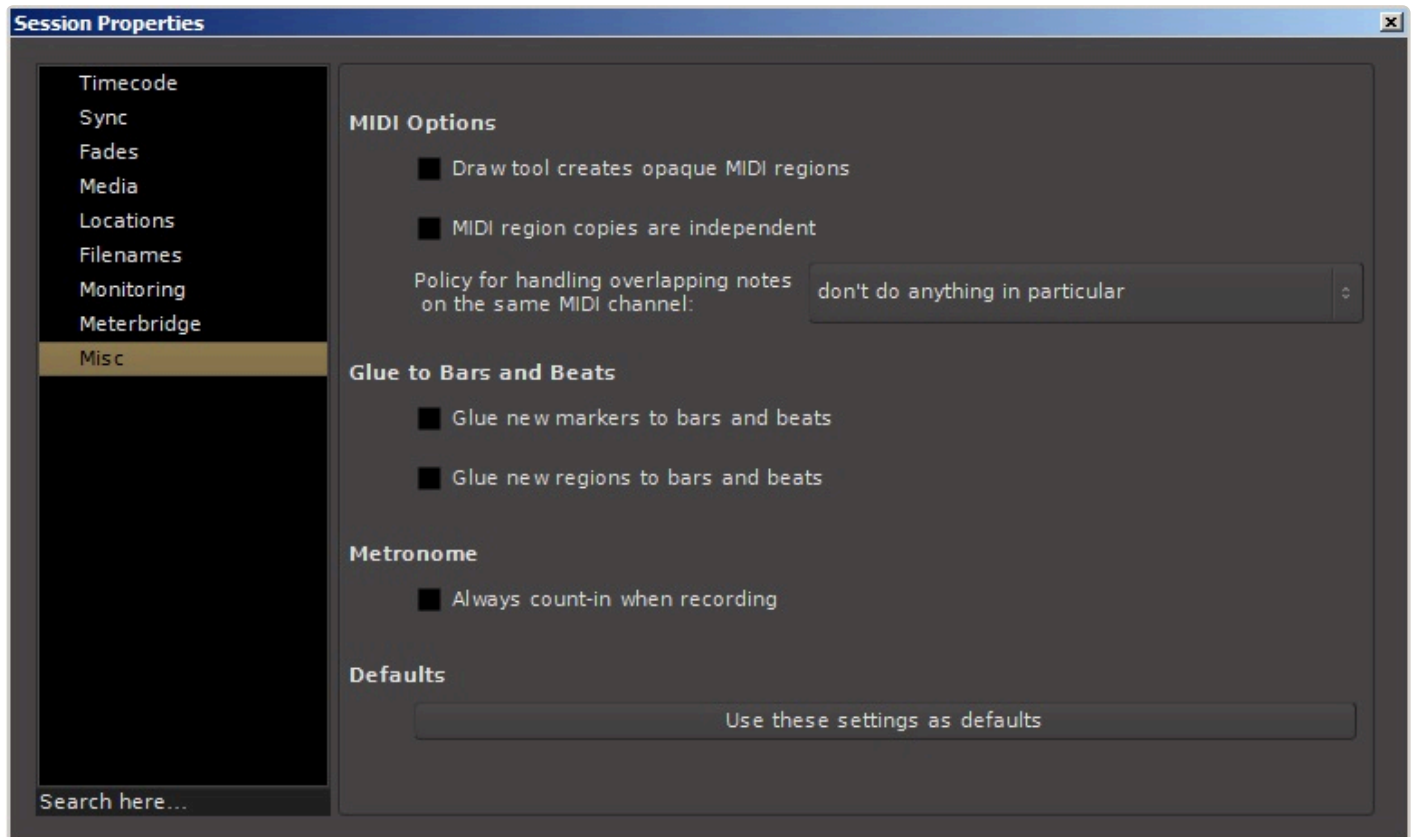 Session Properties
Timecode
Sync
Fades
Media
Locations
Filenames
Monitoring
Meterbridge
Misc
Search here...
MIDI Options
Draw tool creates opaque MIDI regions
MIDI region copies are independent
Policy for handling overlapping notes
on the same MIDI channel:
don't do anything in particular
Glue to Bars and Beats
Glue new markers to bars and beats
Glue new regions to bars and beats
Metronome
Always count-in when recording
Defaults
Use these settings as defaults